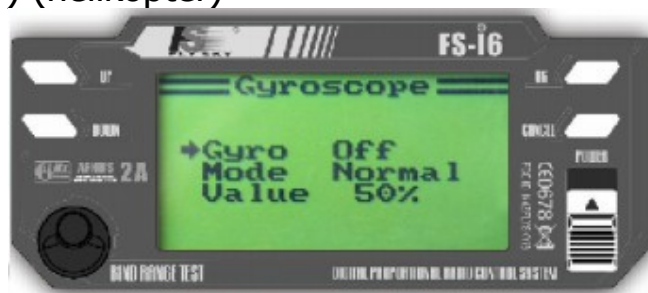 ) (Helikopter)
FS-i6
UP
OK
Gyroscope
DOWN
CANCEL
Gyro Off
Mode Normal
Value 50%
AFHDS 2A
POWER
CE0678
BIND RANGE TEST
DIGITAL PROPORTIONAL RADIO CONTROL SYSTEM